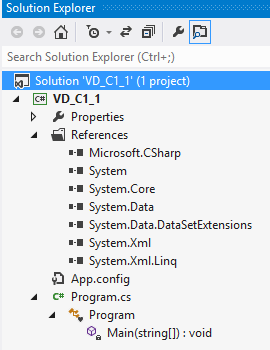 Solution Explorer
Search Solution Explorer (Ctrl+;)
Solution 'VD_C1_1' (1 project)
C# VD_C1_1
Properties
References
Microsoft.CSharp
System
System.Core
System.Data
System.Data.DataSetExtensions
System.Xml
System.Xml.Linq
App.config
C# Program.cs
Program
Main(string[]) : void